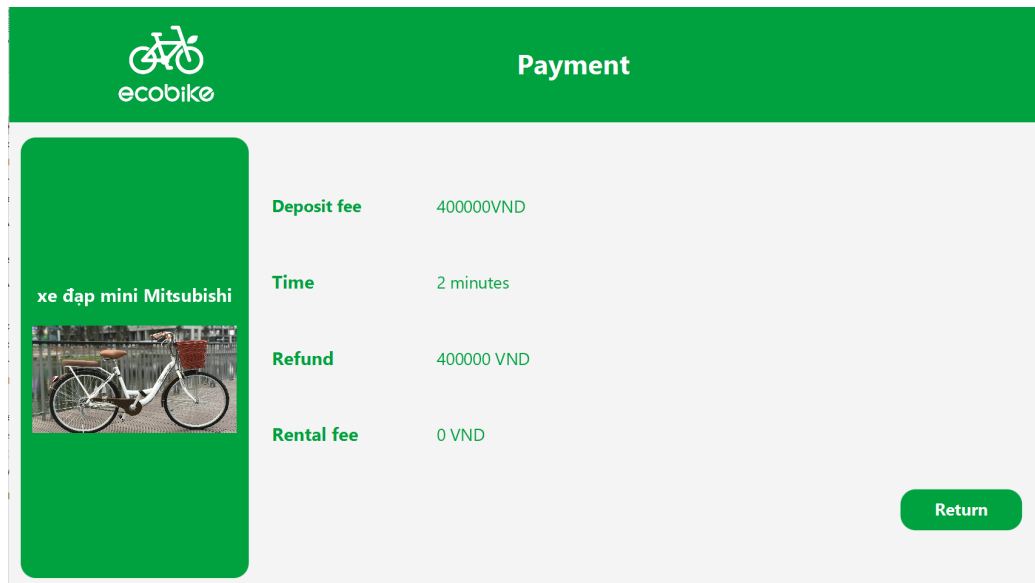 ecobike
Payment
xe đạp mini Mitsubishi
Deposit fee 400000VND
Time 2 minutes
Refund 400000 VND
Rental fee 0 VND
Return